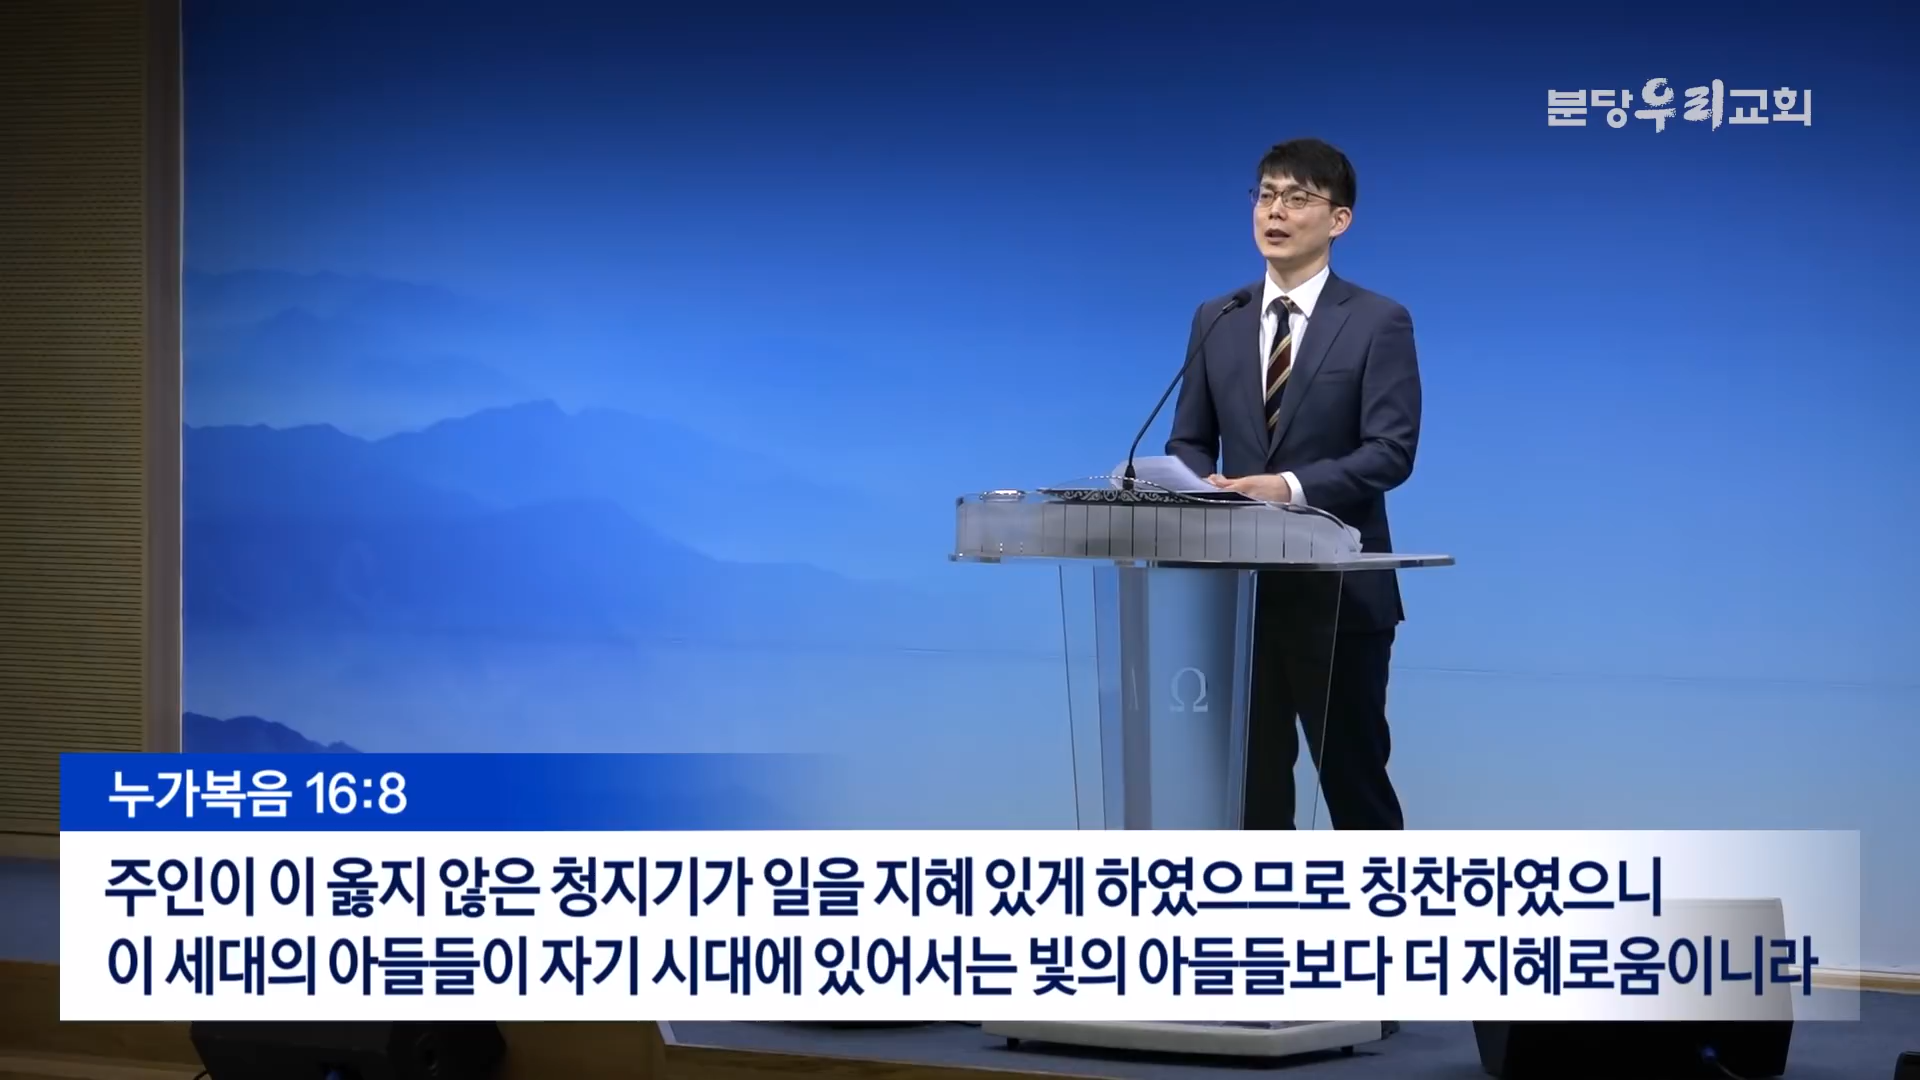 분당우리교회
Α Ω
누가복음 16:8
주인이 이 옳지 않은 청지기가 일을 지혜 있게 하였으므로 칭찬하였으니
이 세대의 아들들이 자기 시대에 있어서는 빛의 아들들보다 더 지혜로움이니라